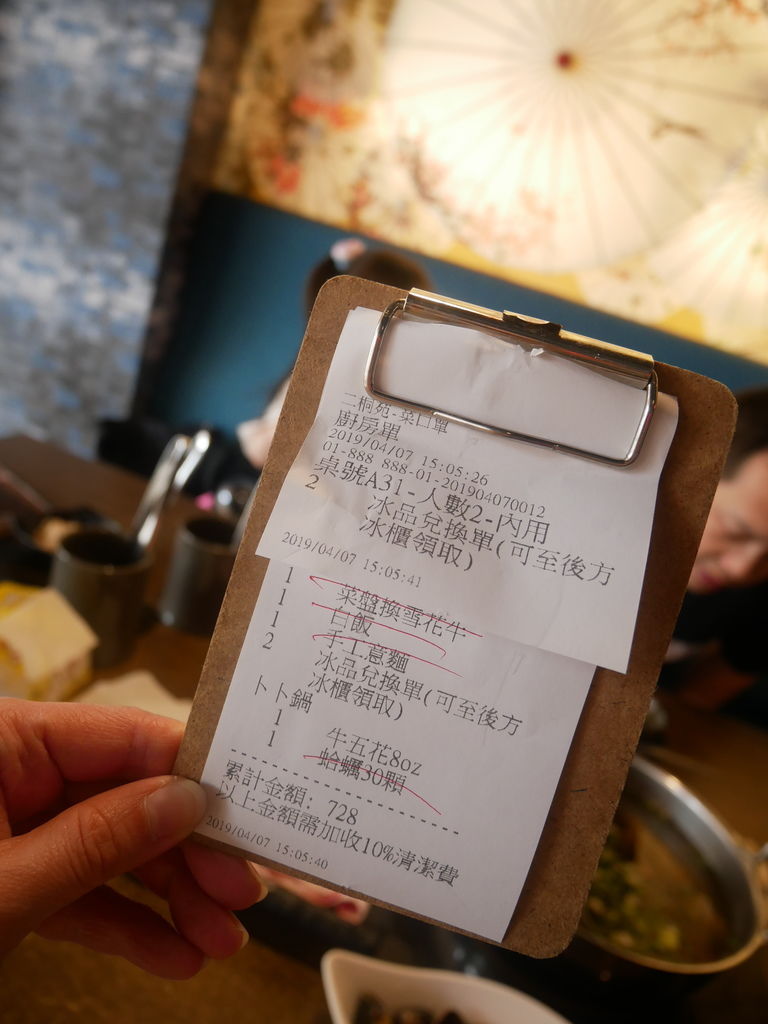 二桐苑-菜口單
廚房單
2019/04/07 15:05:26
01-888 888-01-201904070012
桌號A31-人數2-內用
2 冰品兌換單(可至後方
冰櫃領取)
2019/04/07 15:05:41
1 菜盤換雪花牛
1 白飯
1 手工意麵
2 冰品兌換單(可至後方
冰櫃領取)
卜卜鍋
1 牛五花8oz
1 蛤蠣30顆
累計金額: 728
以上金額需加收10%清潔費
2019/04/07 15:05:40